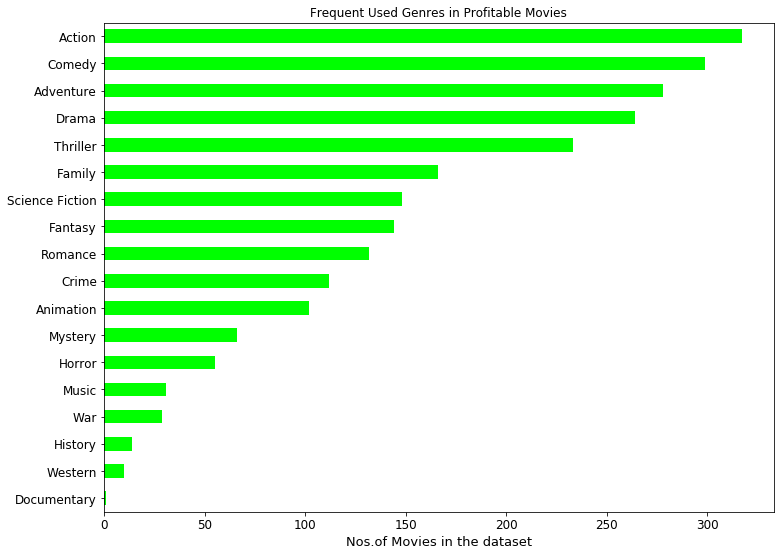 Frequent Used Genres in Profitable Movies
Action
Comedy
Adventure
Drama
Thriller
Family
Science Fiction
Fantasy
Romance
Crime
Animation
Mystery
Horror
Music
War
History
Western
Documentary
0 50 100 150 200 250 300
Nos.of Movies in the dataset